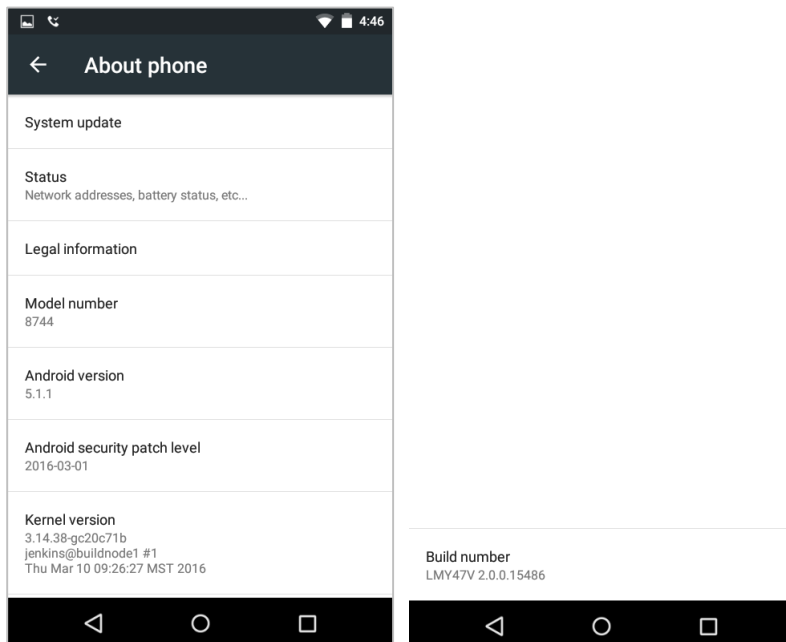 4:46
About phone
System update
Status
Network addresses, battery status, etc...
Legal information
Model number
8744
Android version
5.1.1
Android security patch level
2016-03-01
Kernel version
3.14.38-gc20c71b
jenkins@buildnode1 #1
Thu Mar 10 09:26:27 MST 2016
Build number
LMY47V 2.0.0.15486